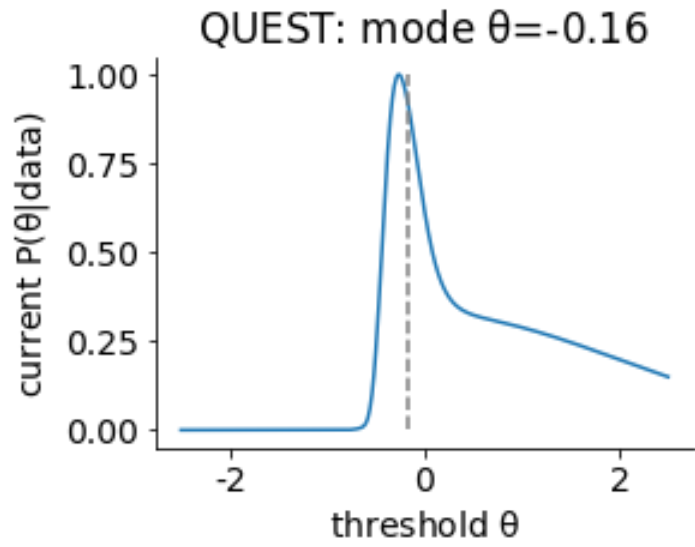 QUEST: mode θ=-0.16
current P(θ|data)
1.00
0.75
0.50
0.25
0.00
-2
0
2
threshold θ